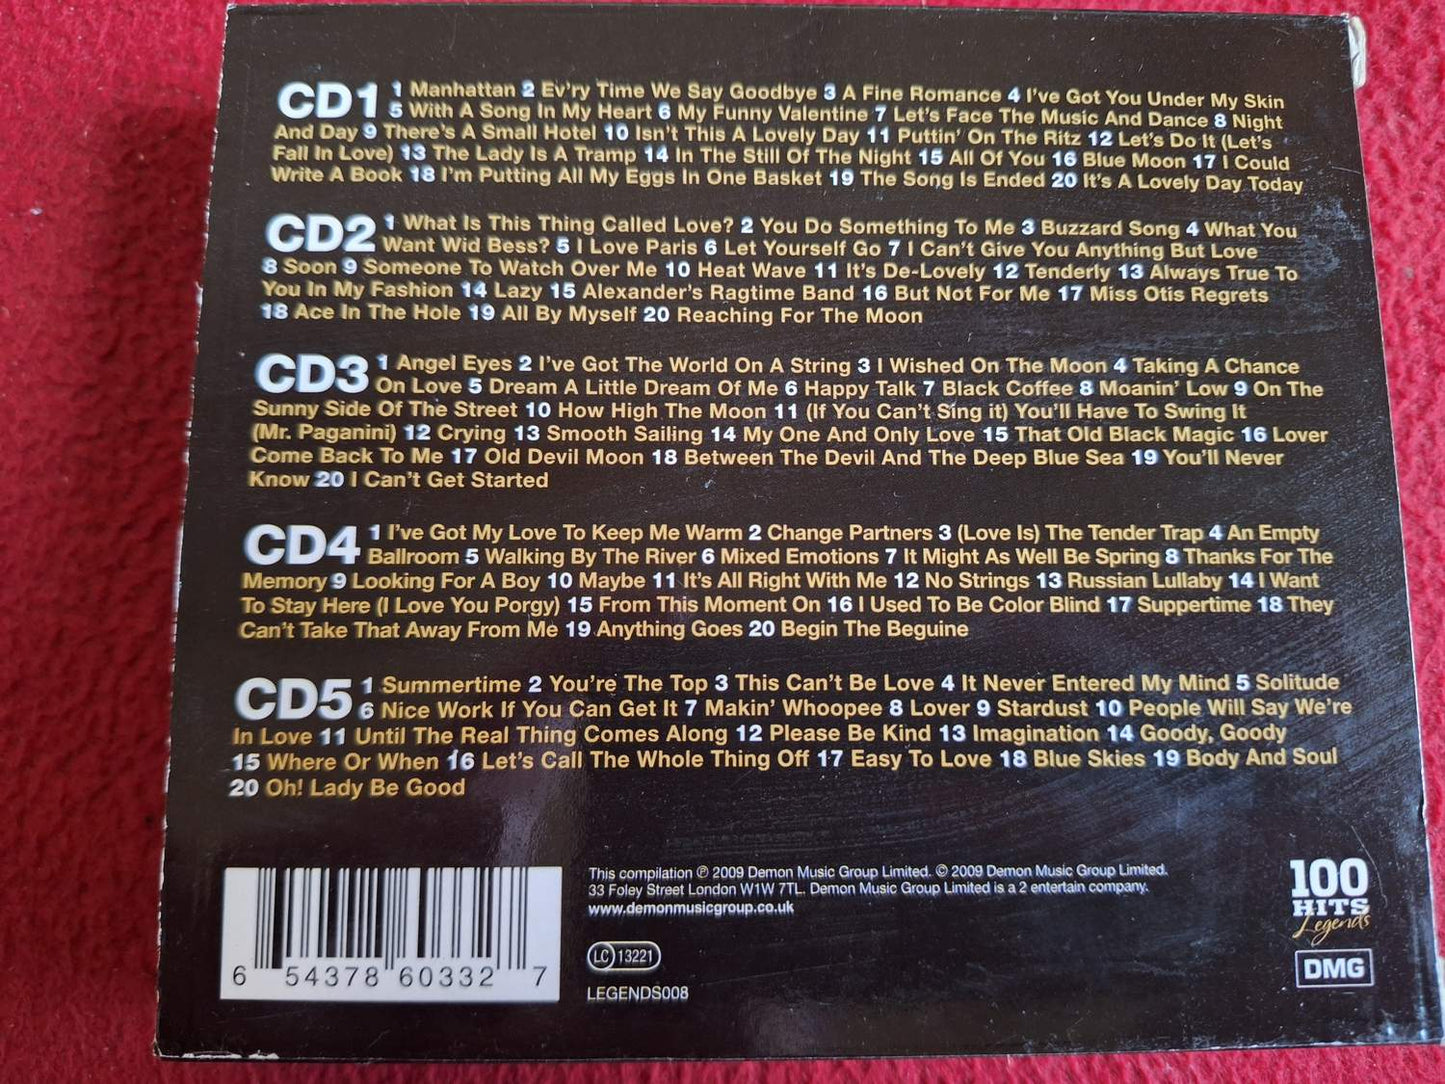 CD1 1 Manhattan 2 Ev'ry Time We Say Goodbye 3 A Fine Romance 4 I've Got You Under My Skin
5 With A Song In My Heart 6 My Funny Valentine 7 Let's Face The Music And Dance 8 Night
And Day 9 There's A Small Hotel 10 Isn't This A Lovely Day 11 Puttin' On The Ritz 12 Let's Do It (Let's
Fall In Love) 13 The Lady Is A Tramp 14 In The Still Of The Night 15 All Of You 16 Blue Moon 17 I Could
Write A Book 18 I'm Putting All My Eggs In One Basket 19 The Song Is Ended 20 It's A Lovely Day Today
CD2 1 What Is This Thing Called Love? 2 You Do Something To Me 3 Buzzard Song 4 What You
Want Wid Bess? 5 I Love Paris 6 Let Yourself Go 7 I Can't Give You Anything But Love
8 Soon 9 Someone To Watch Over Me 10 Heat Wave 11 It's De-Lovely 12 Tenderly 13 Always True To
You In My Fashion 14 Lazy 15 Alexander's Ragtime Band 16 But Not For Me 17 Miss Otis Regrets
18 Ace In The Hole 19 All By Myself 20 Reaching For The Moon
CD3 1 Angel Eyes 2 I've Got The World On A String 3 I Wished On The Moon 4 Taking A Chance
On Love 5 Dream A Little Dream Of Me 6 Happy Talk 7 Black Coffee 8 Moanin' Low 9 On The
Sunny Side Of The Street 10 How High The Moon 11 (If You Can't Sing it) You'll Have To Swing It
(Mr. Paganini) 12 Crying 13 Smooth Sailing 14 My One And Only Love 15 That Old Black Magic 16 Lover
Come Back To Me 17 Old Devil Moon 18 Between The Devil And The Deep Blue Sea 19 You'll Never
Know 20 I Can't Get Started
CD4 1 I've Got My Love To Keep Me Warm 2 Change Partners 3 (Love Is) The Tender Trap 4 An Empty
Ballroom 5 Walking By The River 6 Mixed Emotions 7 It Might As Well Be Spring 8 Thanks For The
Memory 9 Looking For A Boy 10 Maybe 11 It's All Right With Me 12 No Strings 13 Russian Lullaby 14 I Want
To Stay Here (I Love You Porgy) 15 From This Moment On 16 I Used To Be Color Blind 17 Suppertime 18 They
Can't Take That Away From Me 19 Anything Goes 20 Begin The Beguine
CD5 1 Summertime 2 You're The Top 3 This Can't Be Love 4 It Never Entered My Mind 5 Solitude
6 Nice Work If You Can Get It 7 Makin' Whoopee 8 Lover 9 Stardust 10 People Will Say We're
In Love 11 Until The Real Thing Comes Along 12 Please Be Kind 13 Imagination 14 Goody, Goody
15 Where Or When 16 Let's Call The Whole Thing Off 17 Easy To Love 18 Blue Skies 19 Body And Soul
20 Oh! Lady Be Good
This compilation ℗ 2009 Demon Music Group Limited. © 2009 Demon Music Group Limited.
33 Foley Street London W1W 7TL. Demon Music Group Limited is a 2 entertain company.
www.demonmusicgroup.co.uk
LC 13221
LEGENDS008
6 54378 60332 7
100
HITS
Legends
DMG